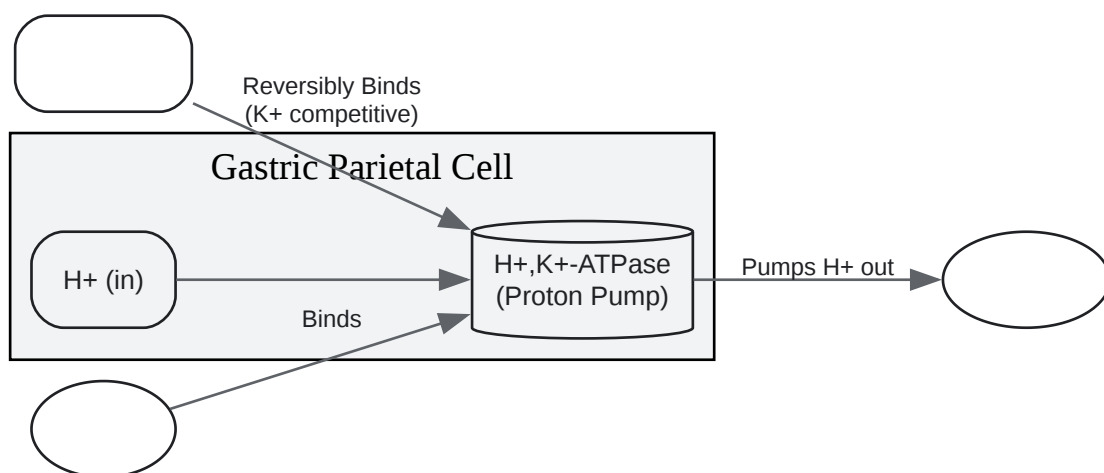 Reversibly Binds
(K+ competitive)
Gastric Parietal Cell
H+ (in)
H+,K+-ATPase
(Proton Pump)
Pumps H+ out
Binds